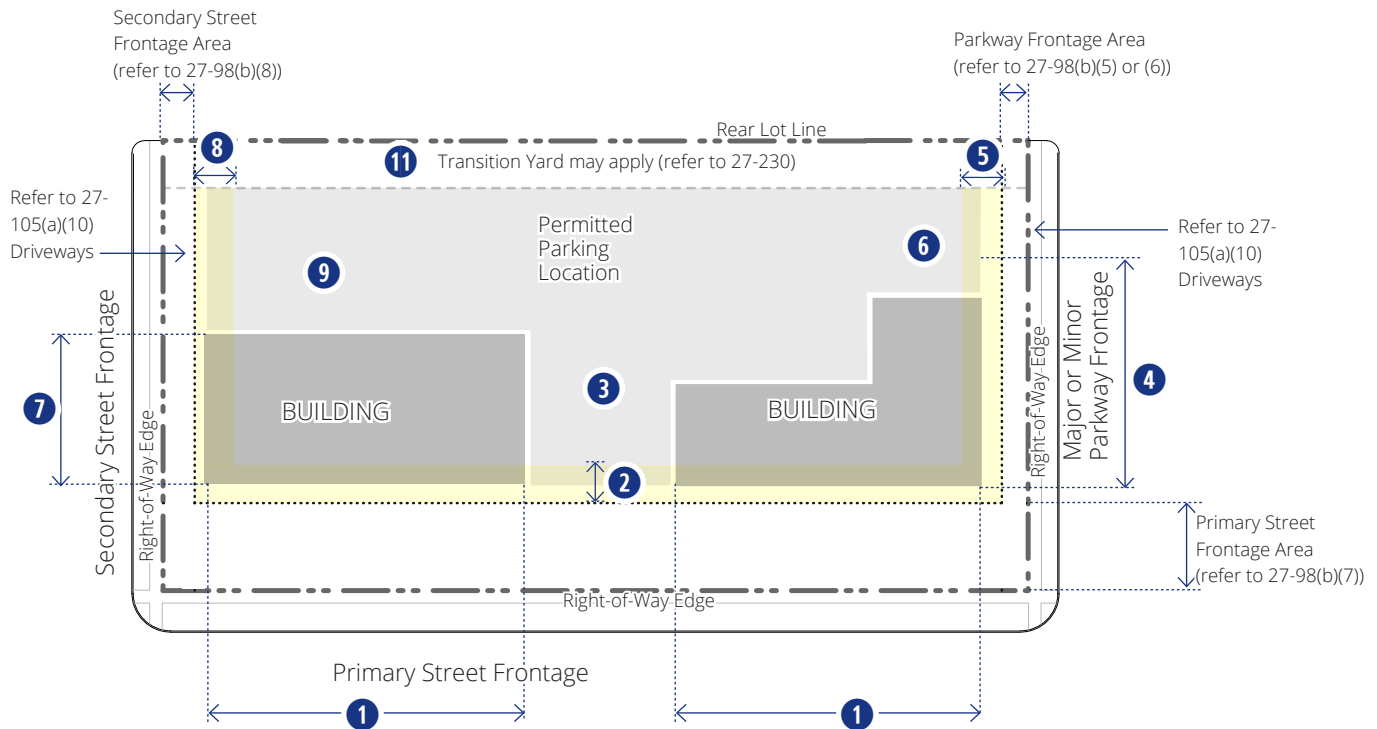 Secondary Street
Frontage Area
(refer to 27-98(b)(8))
Parkway Frontage Area
(refer to 27-98(b)(5) or (6))
Rear Lot Line
8
11
Transition Yard may apply (refer to 27-230)
5
Refer to 27-
105(a)(10)
Driveways
Permitted
Parking
Location
6
9
Refer to 27-
105(a)(10)
Driveways
Secondary Street Frontage
Right-of-Way Edge
7
BUILDING
3
BUILDING
Right-of-Way Edge
Major or Minor
Parkway Frontage
4
2
Primary Street
Frontage Area
(refer to 27-98(b)(7))
Right-of-Way Edge
Primary Street Frontage
1
1